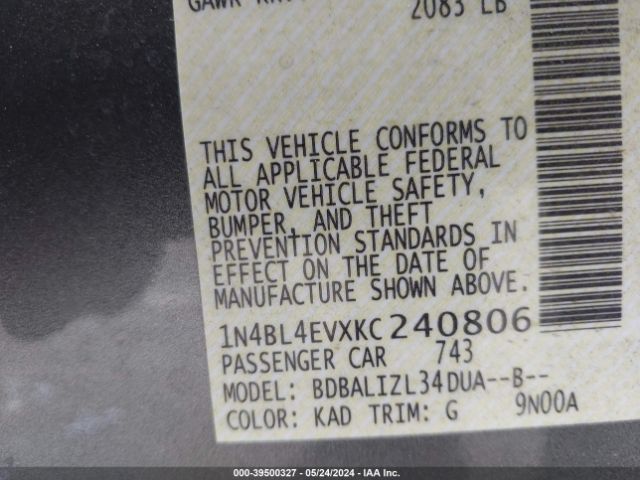 2083 LB
THIS VEHICLE CONFORMS TO
ALL APPLICABLE FEDERAL
MOTOR VEHICLE SAFETY,
BUMPER, AND THEFT
PREVENTION STANDARDS IN
EFFECT ON THE DATE OF
MANUFACTURE SHOWN ABOVE.
1N4BL4EVXKC 240806
PASSENGER CAR 743
MODEL: BDBALIZL34DUA--B--
COLOR: KAD TRIM: G 9N00A
000-39500327 - 05/24/2024 - IAA Inc.